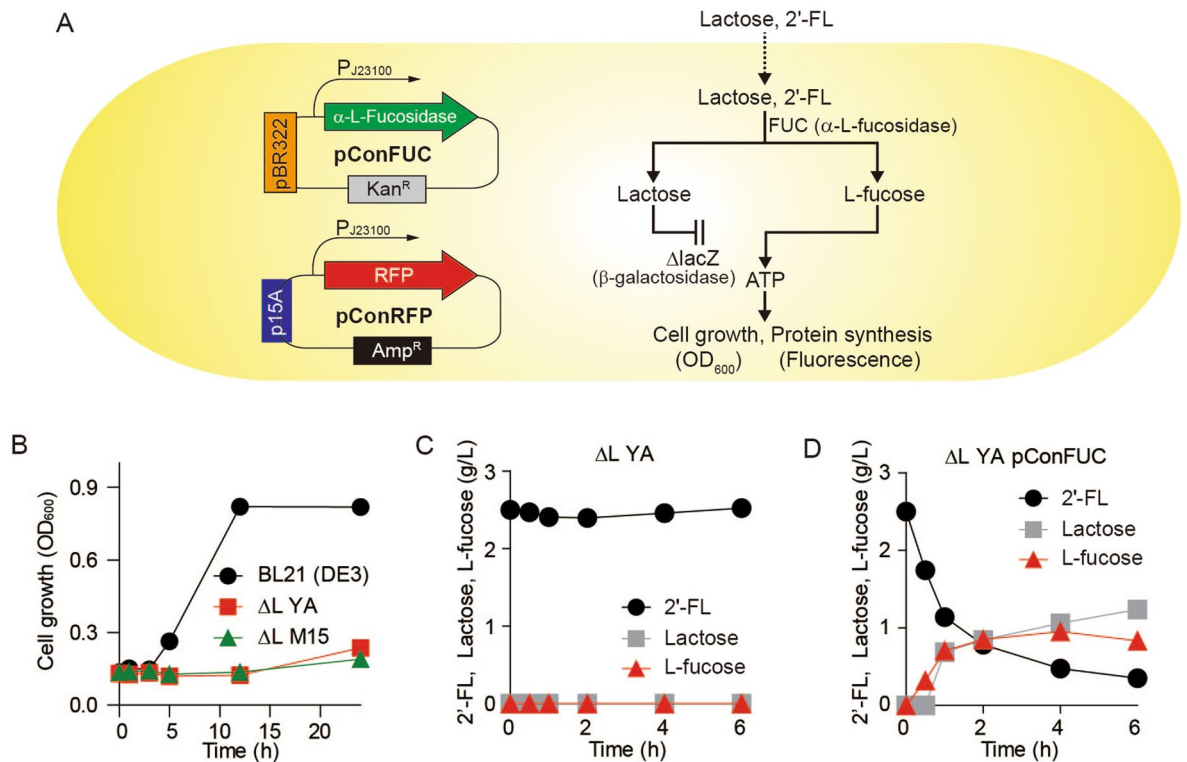 A
Lactose, 2'-FL
P_J23100
α-L-Fucosidase
pBR322
pConFUC
Kan^R
P_J23100
RFP
p15A
pConRFP
Amp^R
Lactose, 2'-FL
FUC (α-L-fucosidase)
Lactose
L-fucose
ΔlacZ
(β-galactosidase)
ATP
Cell growth, Protein synthesis
(OD₆₀₀) (Fluorescence)
B
Cell growth (OD₆₀₀)
0.9
0.6
0.3
0.0
BL21 (DE3)
ΔL YA
ΔL M15
0 10 20
Time (h)
C
ΔL YA
2'-FL, Lactose, L-fucose (g/L)
3
2
1
0
2'-FL
Lactose
L-fucose
0 2 4 6
Time (h)
D
ΔL YA pConFUC
2'-FL, Lactose, L-fucose (g/L)
3
2
1
0
2'-FL
Lactose
L-fucose
0 2 4 6
Time (h)